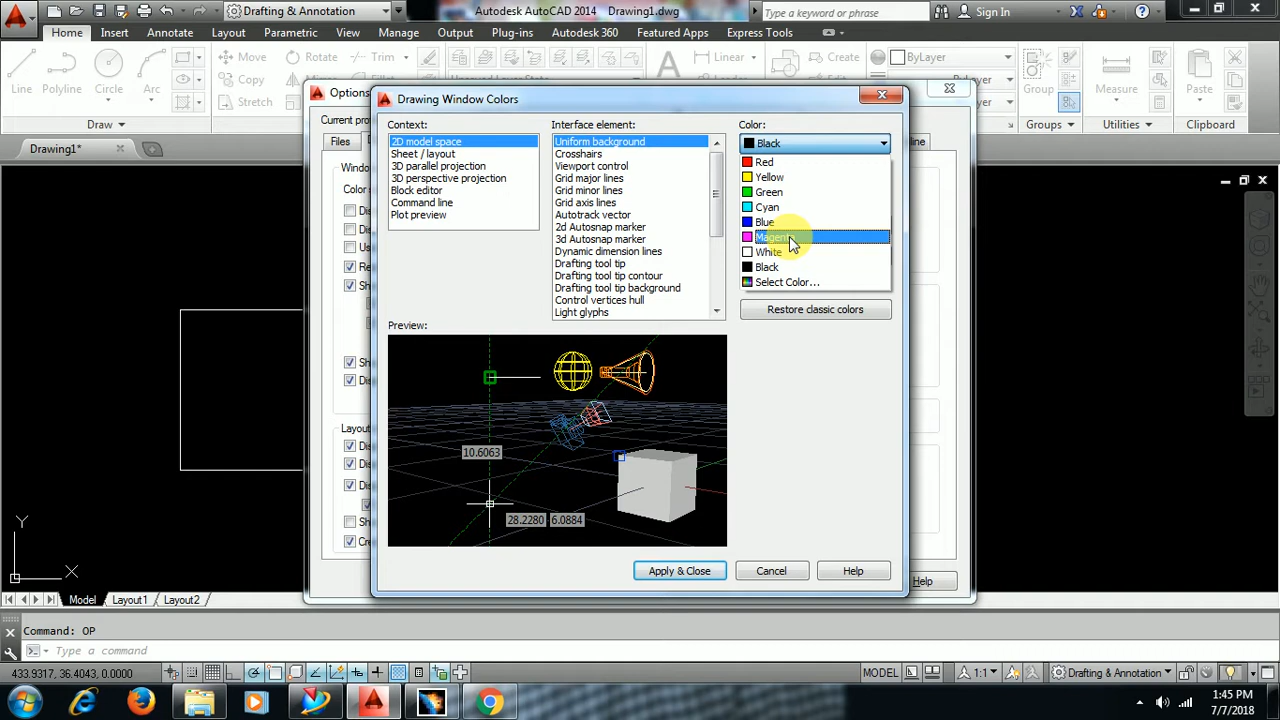 Drafting & Annotation
Autodesk AutoCAD 2014 Drawing1.dwg
Type a keyword or phrase
Sign In
Home Insert Annotate Layout Parametric View Manage Output Plug-ins Autodesk 360 Featured Apps Express Tools
Move Rotate Trim
Linear
Create
ByLayer
Copy
Line Polyline Circle Arc
Group Measure
Stretch
Draw
Groups Utilities Clipboard
Options
Drawing Window Colors
Current pro
Files
line
Drawing1*
Context: Interface element: Color:
2D model space
Sheet / layout
3D parallel projection
3D perspective projection
Block editor
Command line
Plot preview
Uniform background
Crosshairs
Viewport control
Grid major lines
Grid minor lines
Grid axis lines
Autotrack vector
2d Autosnap marker
3d Autosnap marker
Dynamic dimension lines
Drafting tool tip
Drafting tool tip contour
Drafting tool tip background
Control vertices hull
Light glyphs
Black
Red
Yellow
Green
Cyan
Blue
Magenta
White
Black
Select Color...
Restore classic colors
Windo
Color s
Dis
Dis
Us
Re
Sh
Sh
Dis
Layout
Dis
Dis
Dis
Sh
Cre
Preview:
10.6063
28.2280 6.0884
Apply & Close Cancel Help
Help
Y
X
Model Layout1 Layout2
Command: OP
Type a command
433.9317, 36.4043, 0.0000
MODEL
1:1
Drafting & Annotation
1:45 PM
7/7/2018